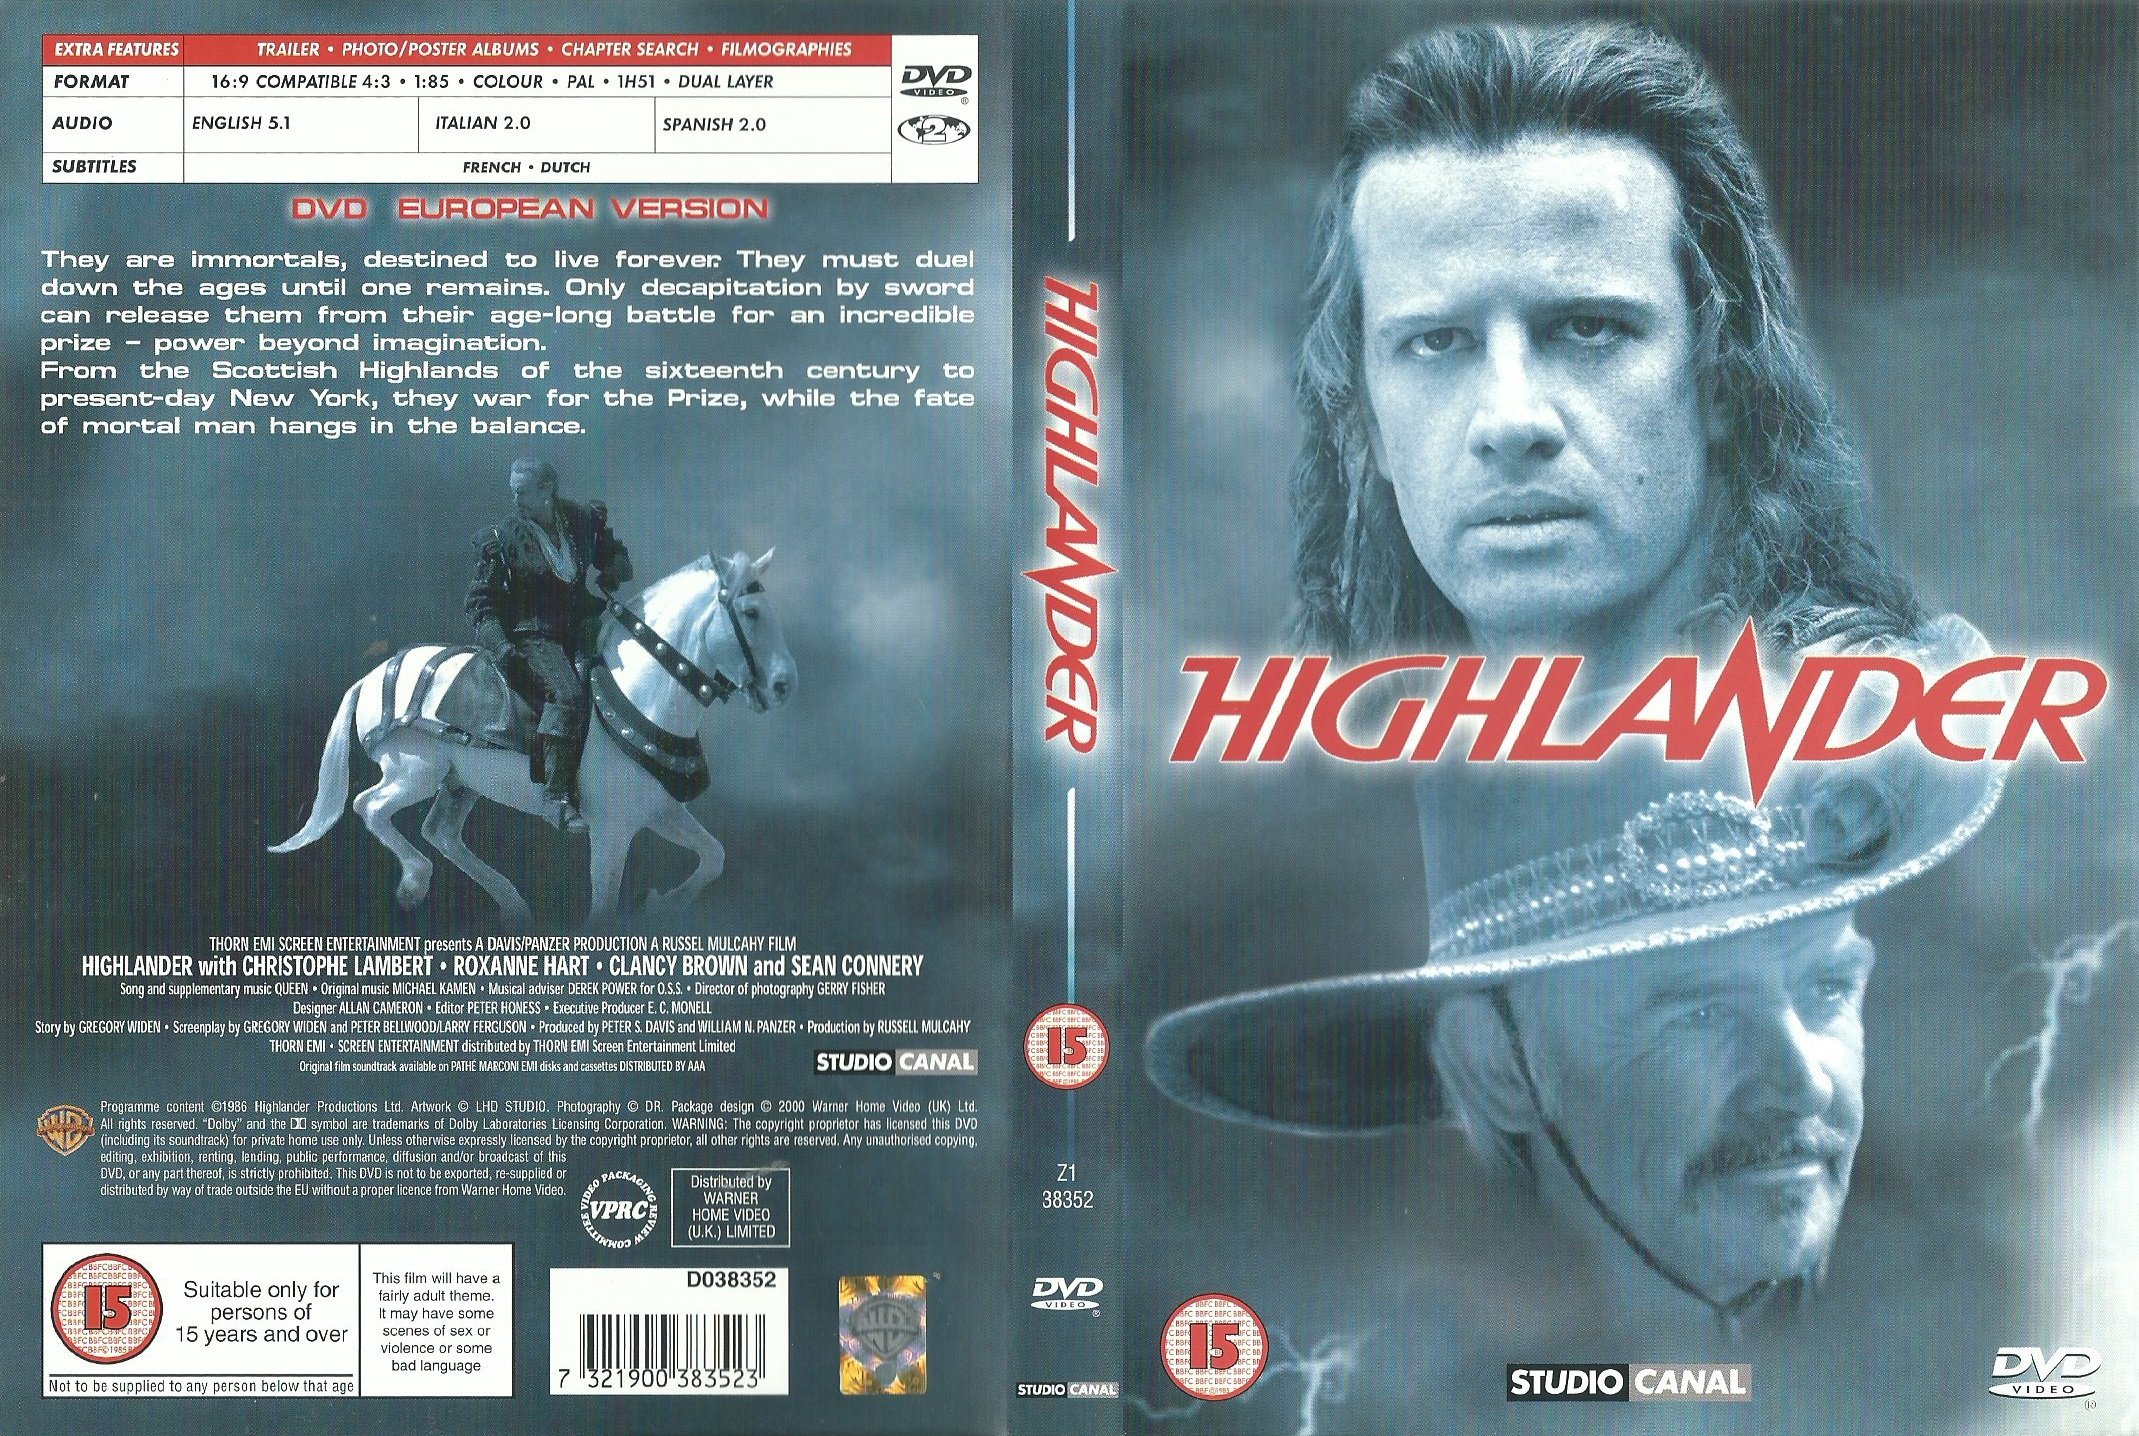 EXTRA FEATURES TRAILER • PHOTO/POSTER ALBUMS • CHAPTER SEARCH • FILMOGRAPHIES
FORMAT 16:9 COMPATIBLE 4:3 • 1:85 • COLOUR • PAL • 1H51 • DUAL LAYER
AUDIO ENGLISH 5.1 ITALIAN 2.0 SPANISH 2.0
SUBTITLES FRENCH • DUTCH
DVD
VIDEO
®
2
DVD EUROPEAN VERSION
They are immortals, destined to live forever. They must duel
down the ages until one remains. Only decapitation by sword
can release them from their age-long battle for an incredible
prize – power beyond imagination.
From the Scottish Highlands of the sixteenth century to
present-day New York, they war for the Prize, while the fate
of mortal man hangs in the balance.
THORN EMI SCREEN ENTERTAINMENT presents A DAVIS/PANZER PRODUCTION A RUSSEL MULCAHY FILM
HIGHLANDER with CHRISTOPHE LAMBERT • ROXANNE HART • CLANCY BROWN and SEAN CONNERY
Song and supplementary music QUEEN • Original music MICHAEL KAMEN • Musical adviser DEREK POWER for O.S.S. • Director of photography GERRY FISHER
Designer ALLAN CAMERON • Editor PETER HONESS • Executive Producer E. C. MONELL
Story by GREGORY WIDEN • Screenplay by GREGORY WIDEN and PETER BELLWOOD/LARRY FERGUSON • Produced by PETER S. DAVIS and WILLIAM N. PANZER • Production by RUSSELL MULCAHY
THORN EMI • SCREEN ENTERTAINMENT distributed by THORN EMI Screen Entertainment Limited
Original film soundtrack available on PATHE MARCONI EMI disks and cassettes DISTRIBUTED BY AAA
STUDIO CANAL
WB
Programme content ©1986 Highlander Productions Ltd. Artwork © LHD STUDIO. Photography © DR. Package design © 2000 Warner Home Video (UK) Ltd.
All rights reserved. "Dolby" and the DD symbol are trademarks of Dolby Laboratories Licensing Corporation. WARNING: The copyright proprietor has licensed this DVD
(including its soundtrack) for private home use only. Unless otherwise expressly licensed by the copyright proprietor, all other rights are reserved. Any unauthorised copying,
editing, exhibition, renting, lending, public performance, diffusion and/or broadcast of this
DVD, or any part thereof, is strictly prohibited. This DVD is not to be exported, re-supplied or
distributed by way of trade outside the EU without a proper licence from Warner Home Video.
VIDEO PACKAGING REVIEW COMMITTEE
VPRC
Distributed by
WARNER
HOME VIDEO
(U.K.) LIMITED
15
Suitable only for
persons of
15 years and over
Not to be supplied to any person below that age
This film will have a
fairly adult theme.
It may have some
scenes of sex or
violence or some
bad language
D038352
7 321900 383523
HIGHLANDER
15
Z1
38352
DVD
VIDEO
®
STUDIO CANAL
HIGHLANDER
15
STUDIO CANAL
DVD
VIDEO
®